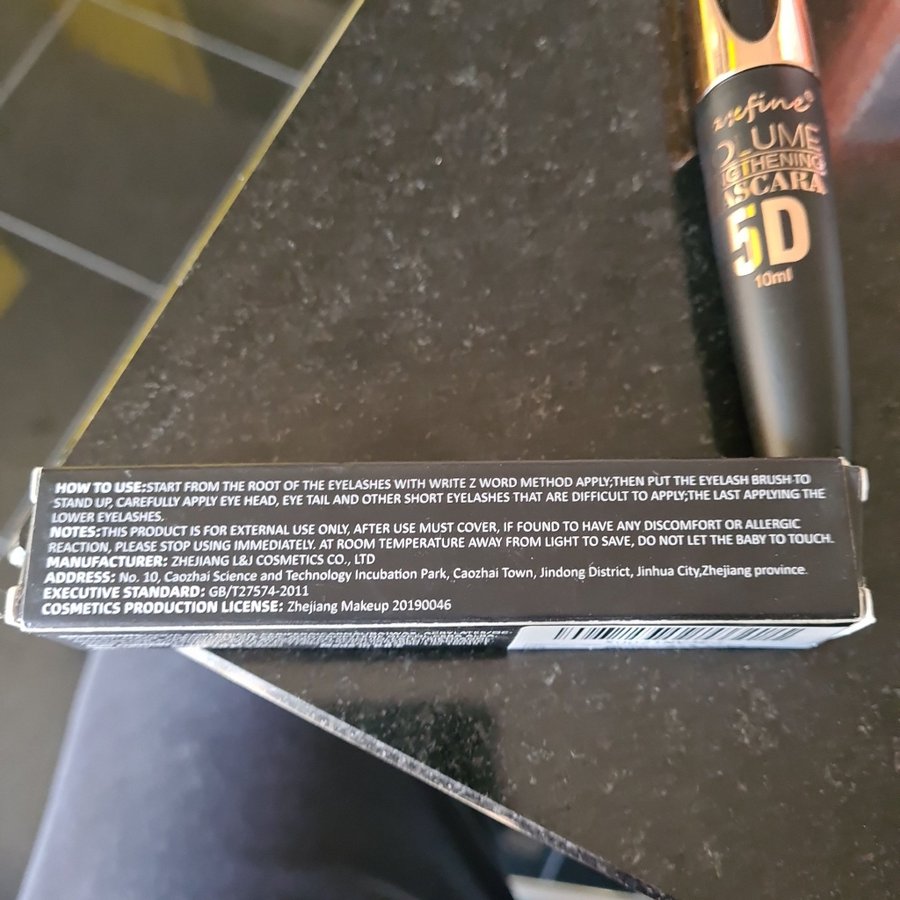 OLUME
GTHENING
ASCARA
5D
10ml
HOW TO USE:START FROM THE ROOT OF THE EYELASHES WITH WRITE Z WORD METHOD APPLY;THEN PUT THE EYELASH BRUSH TO
STAND UP, CAREFULLY APPLY EYE HEAD, EYE TAIL AND OTHER SHORT EYELASHES THAT ARE DIFFICULT TO APPLY;THE LAST APPLYING THE
LOWER EYELASHES.
NOTES:THIS PRODUCT IS FOR EXTERNAL USE ONLY, AFTER USE MUST COVER, IF FOUND TO HAVE ANY DISCOMFORT OR ALLERGIC
REACTION, PLEASE STOP USING IMMEDIATELY. AT ROOM TEMPERATURE AWAY FROM LIGHT TO SAVE, DO NOT LET THE BABY TO TOUCH.
MANUFACTURER: ZHEJIANG L&J COSMETICS CO., LTD
ADDRESS: No. 10, Caozhai Science and Technology Incubation Park, Caozhai Town, Jindong District, Jinhua City,Zhejiang province.
EXECUTIVE STANDARD: GB/T27574-2011
COSMETICS PRODUCTION LICENSE: Zhejiang Makeup 20190046